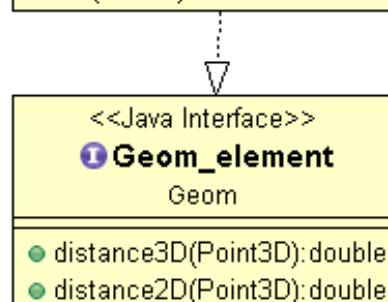 <<Java Interface>>
Geom_element
Geom
distance3D(Point3D):double
distance2D(Point3D):double